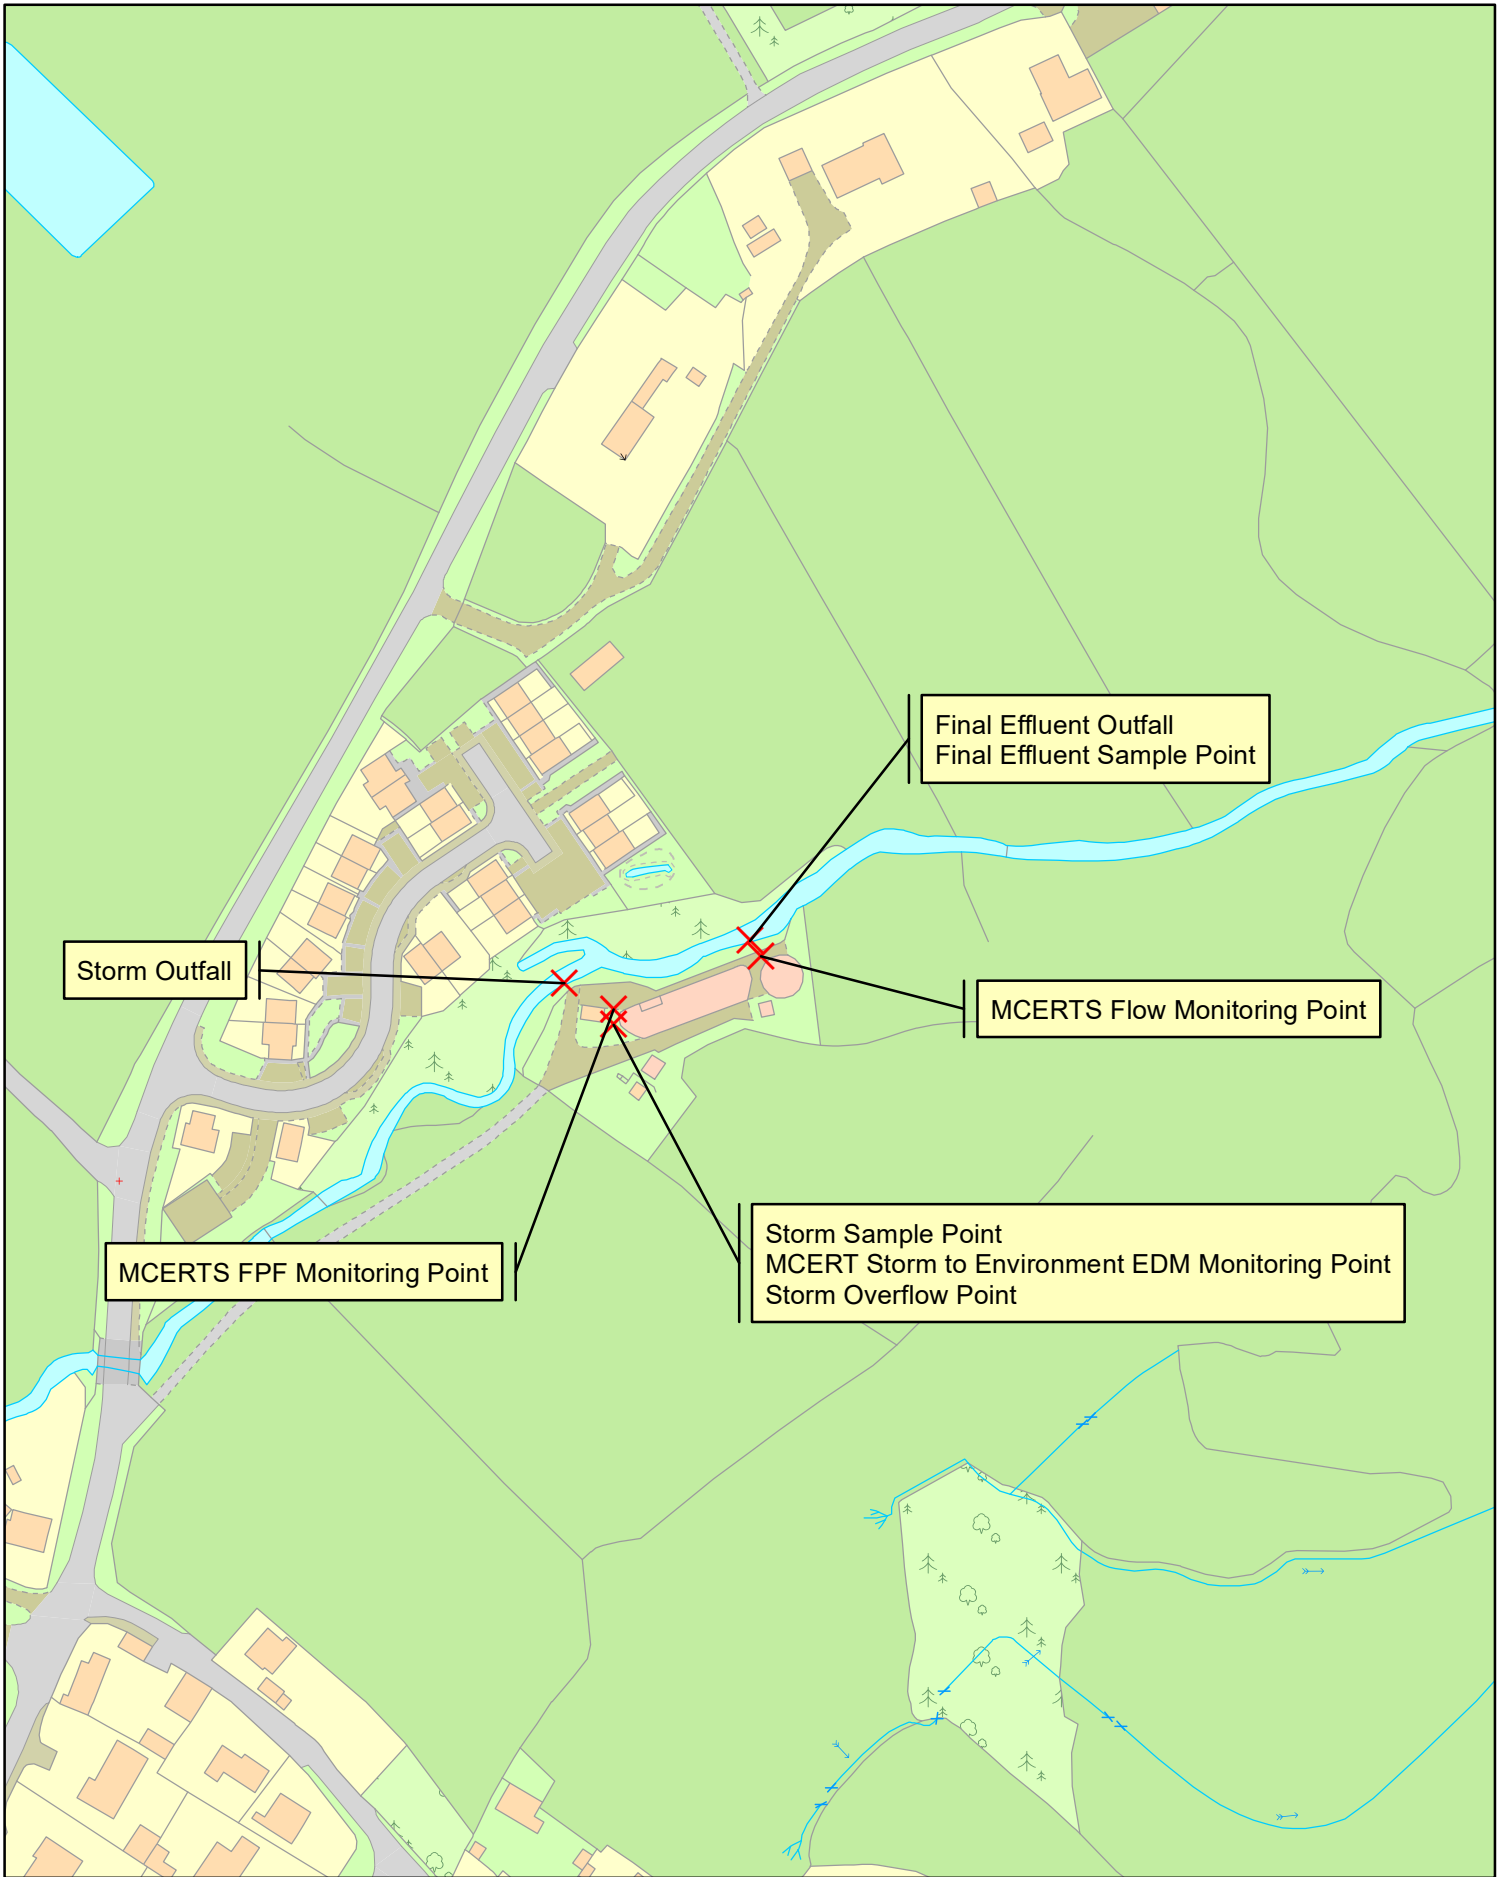 Final Effluent Outfall
Final Effluent Sample Point
Storm Outfall
MCERTS Flow Monitoring Point
Storm Sample Point
MCERT Storm to Environment EDM Monitoring Point
Storm Overflow Point
MCERTS FPF Monitoring Point